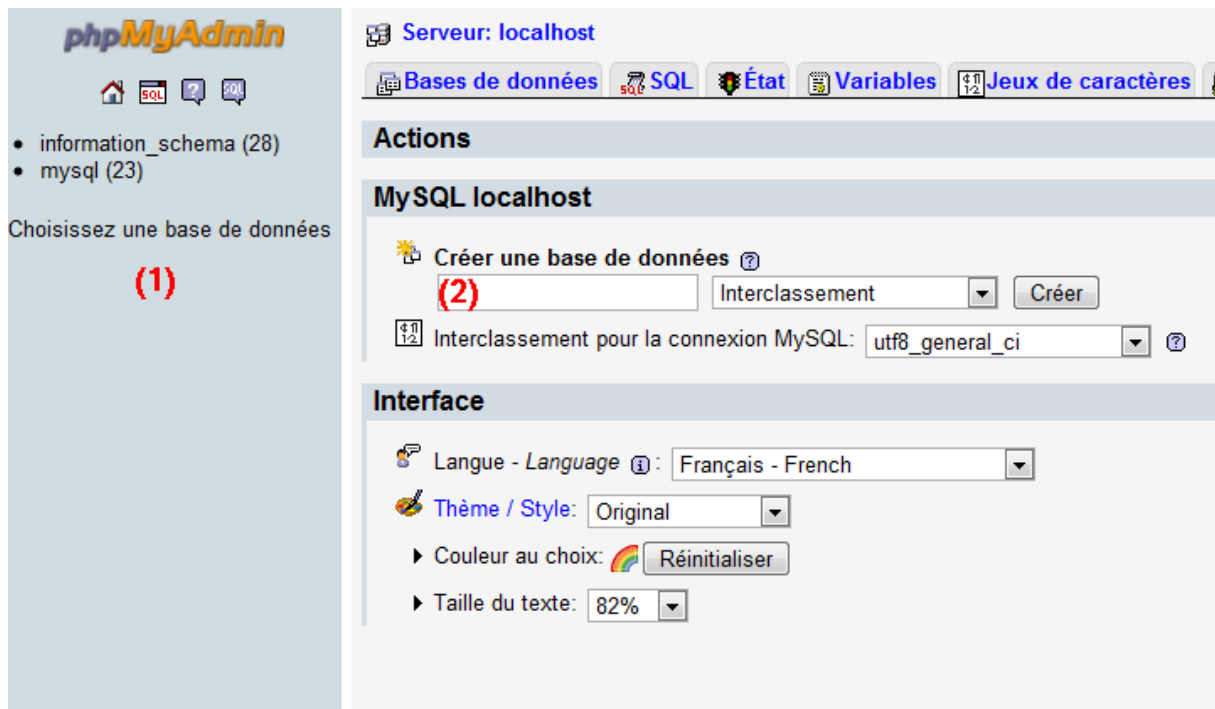 phpMyAdmin
information_schema (28)
mysql (23)
Choisissez une base de données
(1)
Serveur: localhost
Bases de données SQL État Variables Jeux de caractères
Actions
MySQL localhost
Créer une base de données
(2) Interclassement Créer
Interclassement pour la connexion MySQL: utf8_general_ci
Interface
Langue - Language : Français - French
Thème / Style: Original
Couleur au choix: Réinitialiser
Taille du texte: 82%